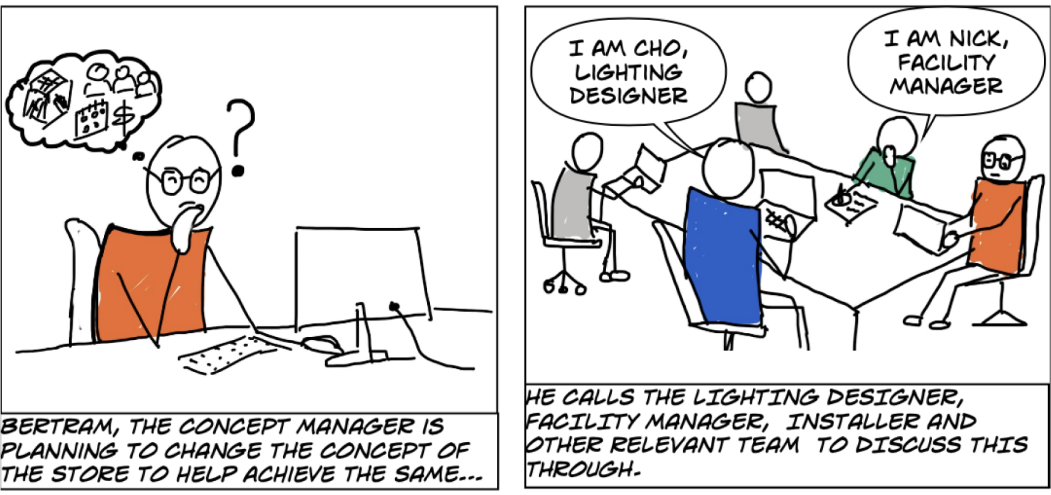 ?
$
BERTRAM, THE CONCEPT MANAGER IS
PLANNING TO CHANGE THE CONCEPT OF
THE STORE TO HELP ACHIEVE THE SAME...
I AM CHO,
LIGHTING
DESIGNER
I AM NICK,
FACILITY
MANAGER
HE CALLS THE LIGHTING DESIGNER,
FACILITY MANAGER, INSTALLER AND
OTHER RELEVANT TEAM TO DISCUSS THIS
THROUGH.